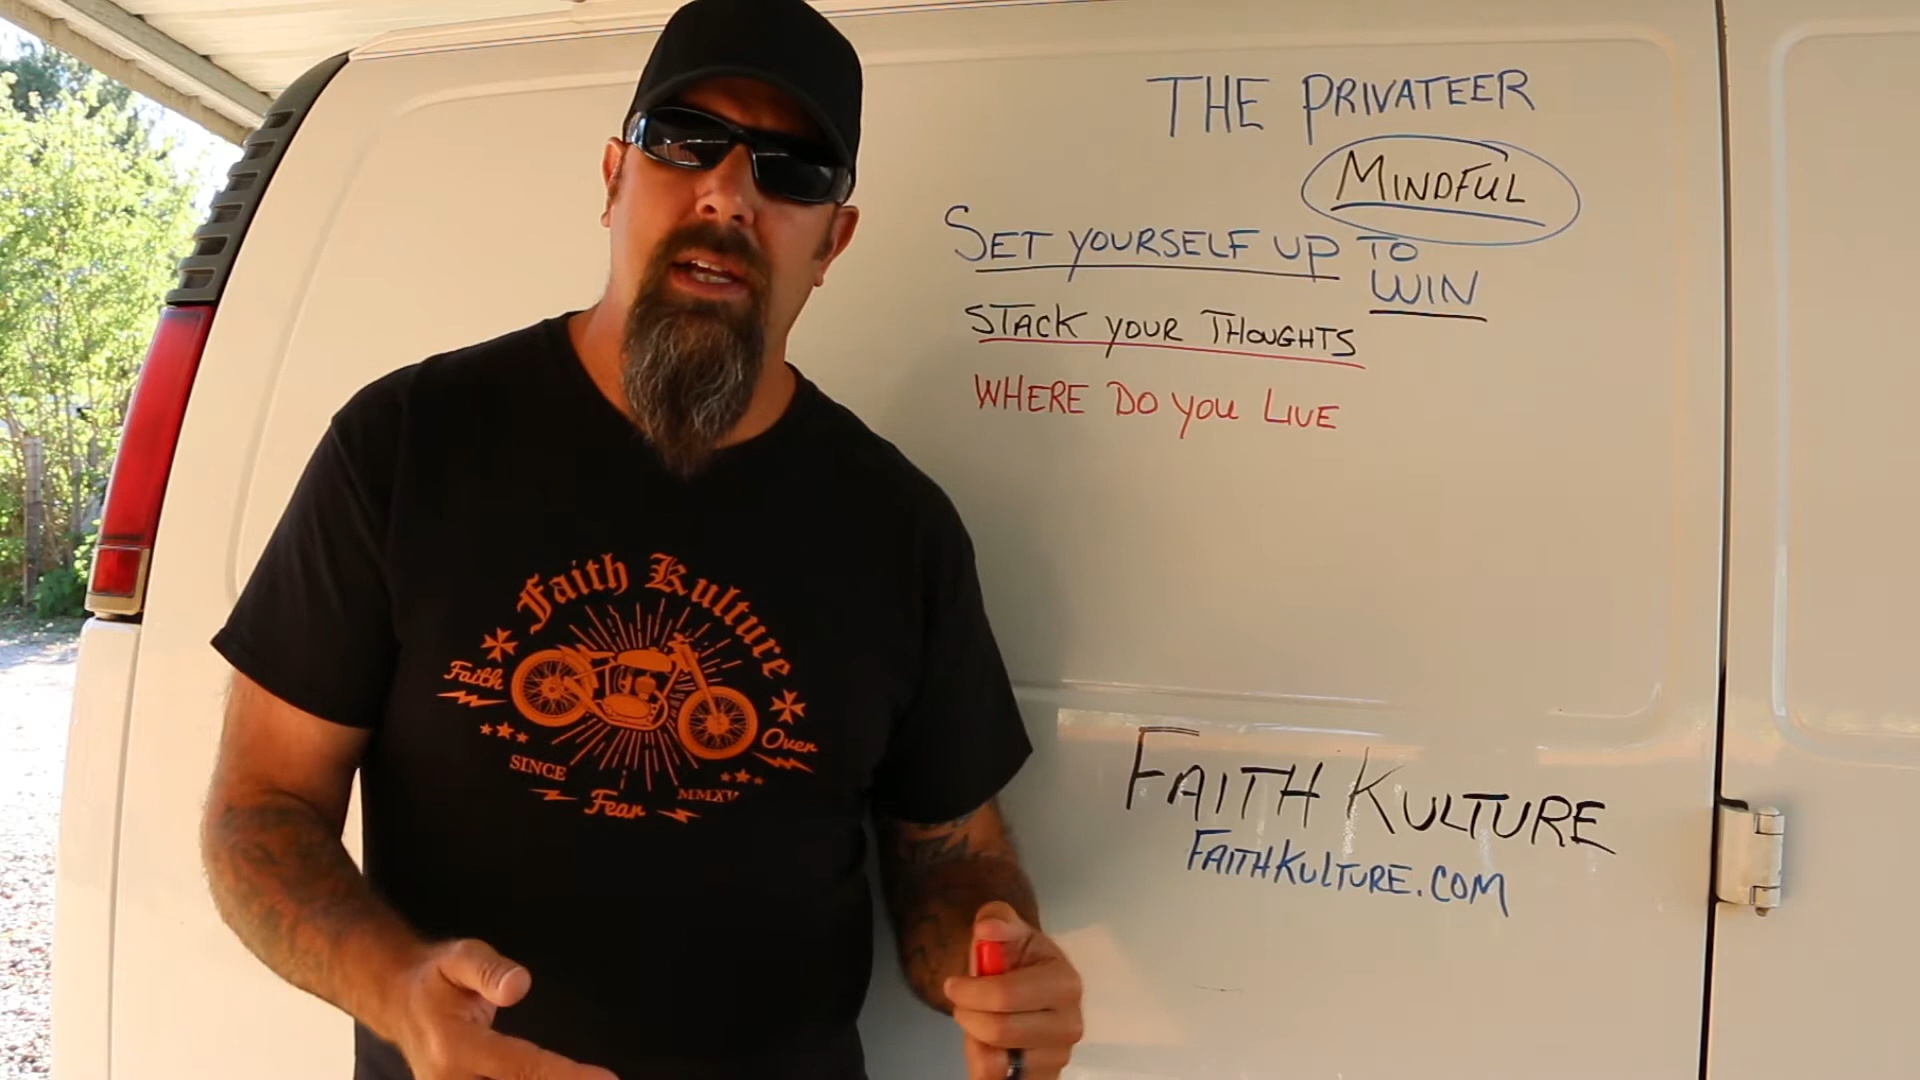 THE PRIVATEER
MINDFUL
SET YOURSELF UP TO
WIN
STACK YOUR THOUGHTS
WHERE DO YOU LIVE
Faith Kulture
Faith
Over
SINCE
MMXV
Fear
FAITH KULTURE
FAITHKULTURE.COM